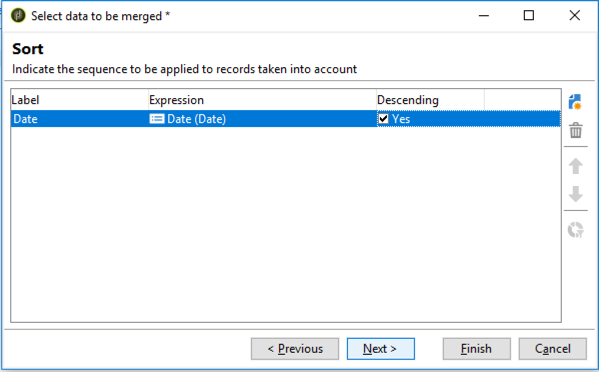 Select data to be merged *
Sort
Indicate the sequence to be applied to records taken into account
Label Expression Descending
Date Date (Date) Yes
< Previous Next > Finish Cancel